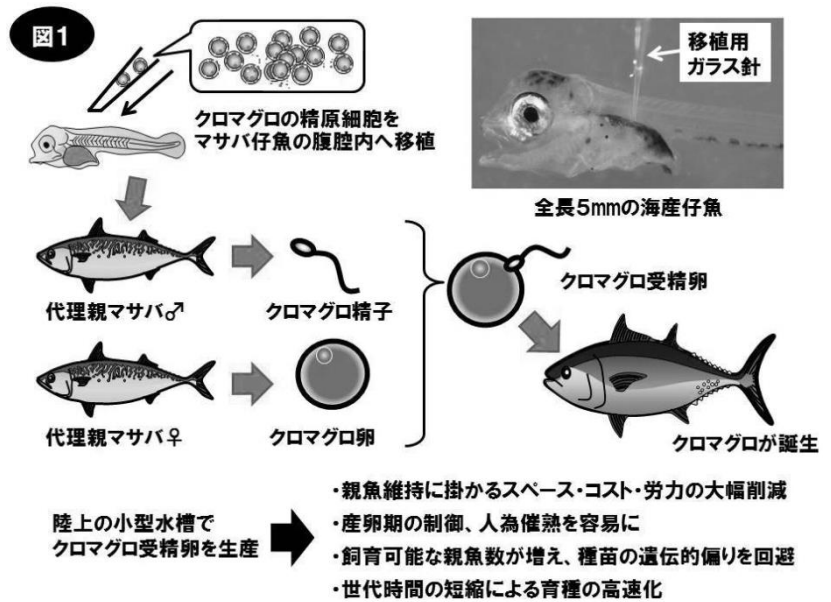 図1
クロマグロの精原細胞を
マサバ仔魚の腹腔内へ移植
移植用
ガラス針
全長5mmの海産仔魚
代理親マサバ♂
クロマグロ精子
クロマグロ受精卵
代理親マサバ♀
クロマグロ卵
クロマグロが誕生
陸上の小型水槽で
クロマグロ受精卵を生産
・親魚維持に掛かるスペース・コスト・労力の大幅削減
・産卵期の制御、人為催熟を容易に
・飼育可能な親魚数が増え、種苗の遺伝的偏りを回避
・世代時間の短縮による育種の高速化